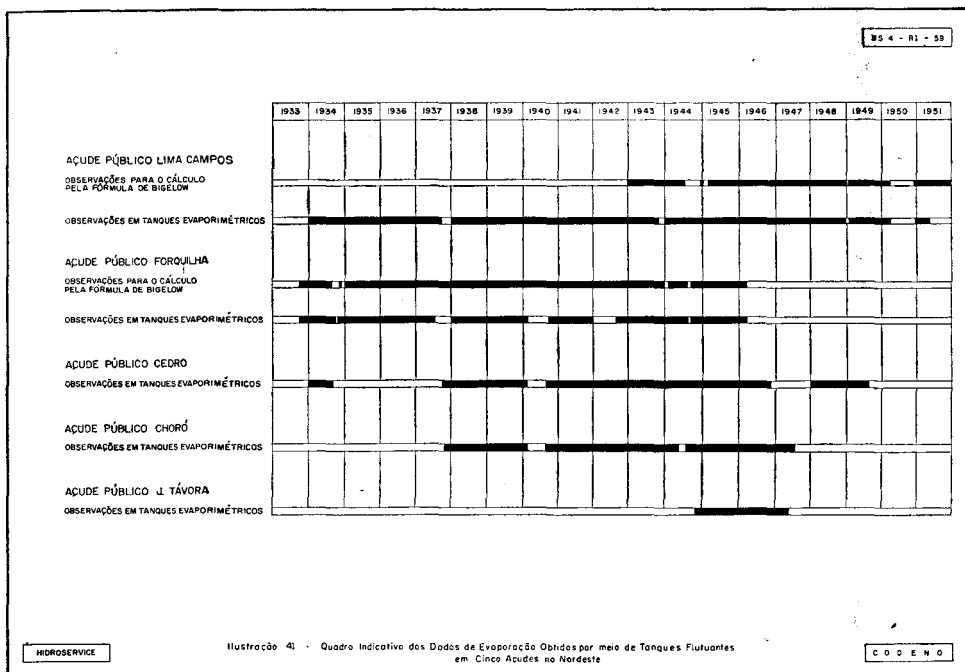 MS 4 - R1 - 59
1933 1934 1935 1936 1937 1938 1939 1940 1941 1942 1943 1944 1945 1946 1947 1948 1949 1950 1951
AÇUDE PÚBLICO LIMA CAMPOS
OBSERVAÇÕES PARA O CÁLCULO
PELA FÓRMULA DE BIGELOW
OBSERVAÇÕES EM TANQUES EVAPORIMÉTRICOS
AÇUDE PÚBLICO FORQUILHA
OBSERVAÇÕES PARA O CÁLCULO
PELA FÓRMULA DE BIGELOW
OBSERVAÇÕES EM TANQUES EVAPORIMÉTRICOS
AÇUDE PÚBLICO CEDRO
OBSERVAÇÕES EM TANQUES EVAPORIMÉTRICOS
AÇUDE PÚBLICO CHORÓ
OBSERVAÇÕES EM TANQUES EVAPORIMÉTRICOS
AÇUDE PÚBLICO J. TÁVORA
OBSERVAÇÕES EM TANQUES EVAPORIMÉTRICOS
HIDROSERVICE
Ilustração 41 - Quadro Indicativo dos Dados de Evaporação Obtidos por meio de Tanques Flutuantes
em Cinco Açudes no Nordeste
CODENO